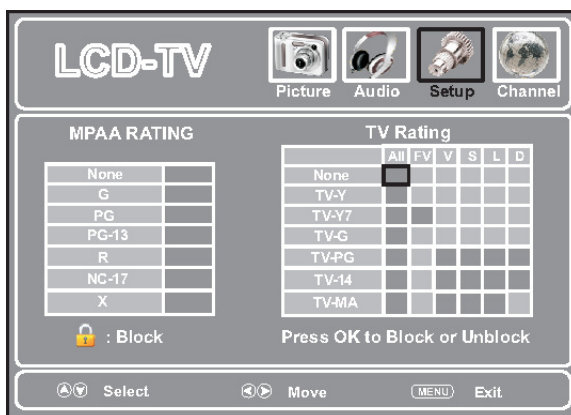 LCD-TV
Picture Audio Setup Channel
MPAA RATING
None
G
PG
PG-13
R
NC-17
X
: Block
TV Rating
All FV V S L D
None
TV-Y
TV-Y7
TV-G
TV-PG
TV-14
TV-MA
Press OK to Block or Unblock
Select Move MENU Exit